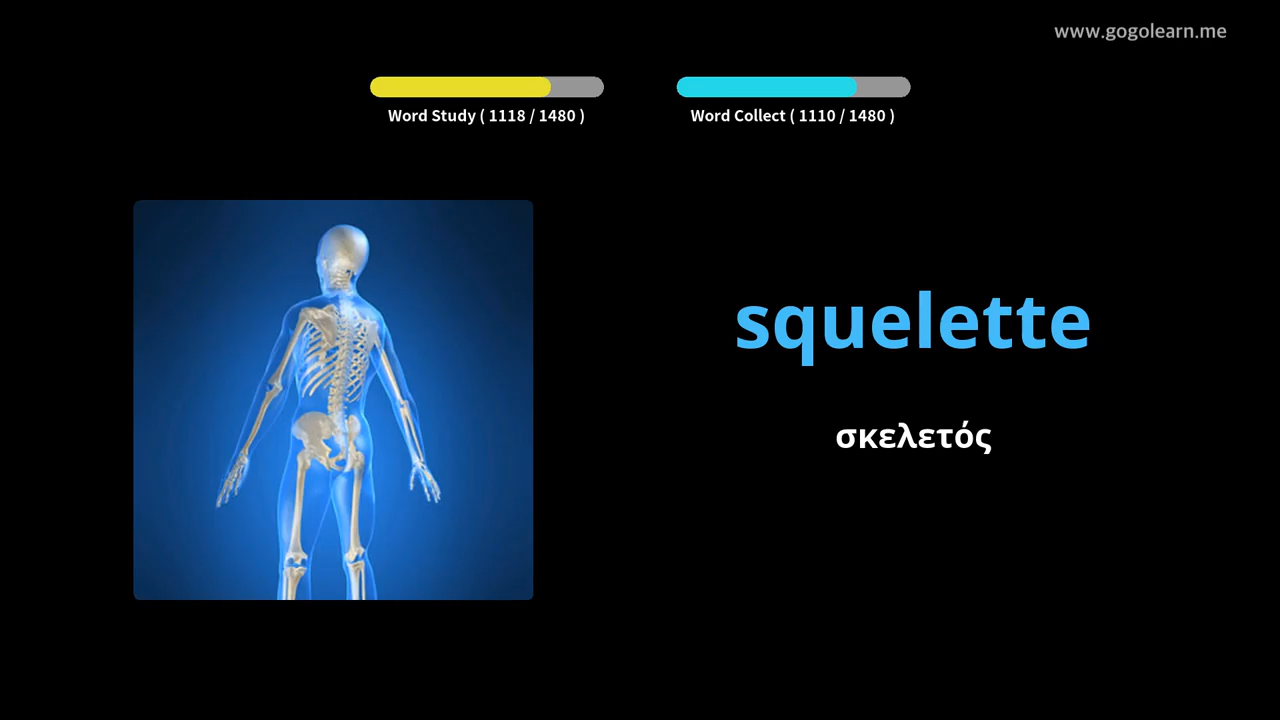 www.gogolearn.me
Word Study ( 1118 / 1480 )
Word Collect ( 1110 / 1480 )
squelette
σκελετός